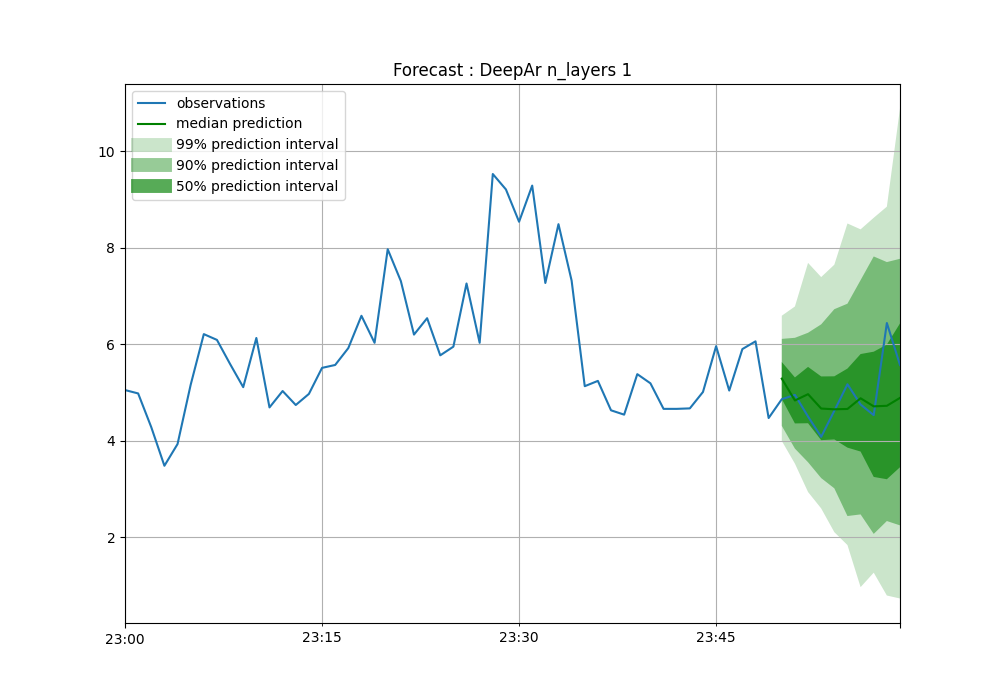 Forecast : DeepAr n_layers 1
observations
median prediction
99% prediction interval
90% prediction interval
50% prediction interval
10
8
6
4
2
23:00
23:15
23:30
23:45